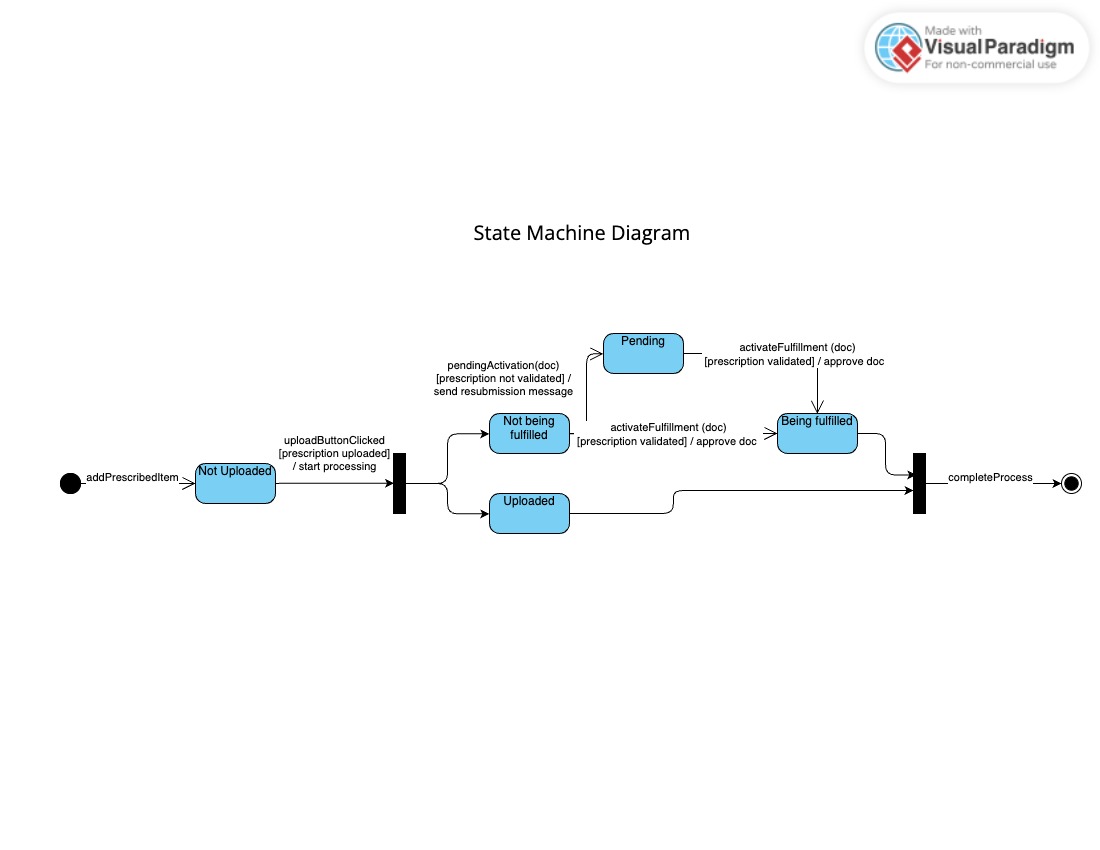 Made with
Visual Paradigm
For non-commercial use
State Machine Diagram
Pending
activateFulfillment (doc)
[prescription validated] / approve doc
pendingActivation(doc)
[prescription not validated] /
send resubmission message
Not being
fulfilled
activateFulfillment (doc)
[prescription validated] / approve doc
Being fulfilled
uploadButtonClicked
[prescription uploaded]
/ start processing
addPrescribedItem
Not Uploaded
Uploaded
completeProcess